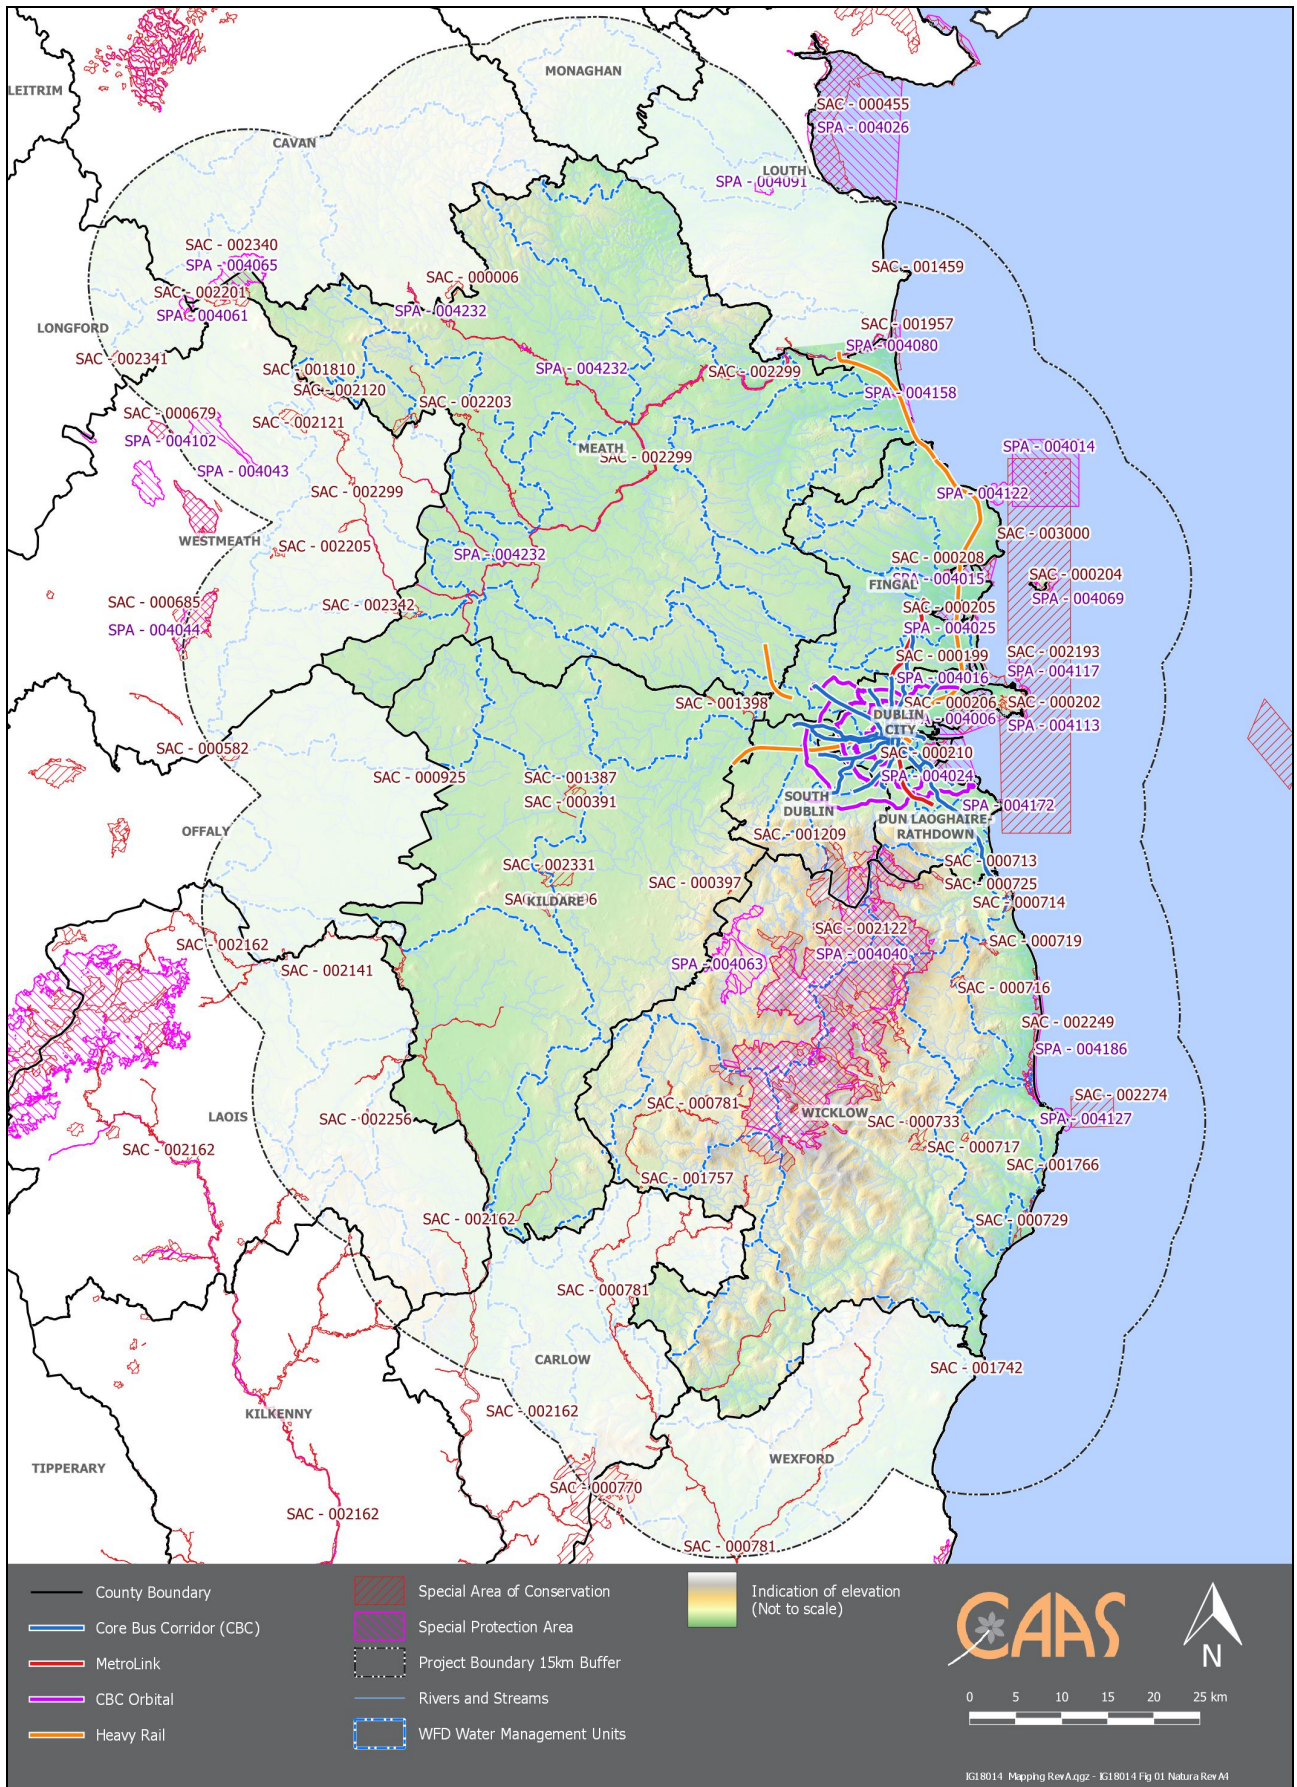 MONAGHAN
LEITRIM
SAC - 000455
SPA - 004026
CAVAN
LOUTH
SPA - 004091
SAC - 002340
SPA - 004065
SAC - 001459
SAC - 000006
SAC - 002201
SPA - 004061
SPA - 004232
LONGFORD
SAC - 001957
SPA - 004080
SAC - 002341
SAC - 001810
SPA - 004232
SAC - 002299
SAC - 002120
SPA - 004158
SAC - 002203
SAC - 000679
SAC - 002121
SPA - 004102
MEATH
SAC - 002299
SPA - 004014
SPA - 004043
SAC - 002299
SPA - 004122
WESTMEATH
SAC - 002205
SPA - 004232
SAC - 003000
SAC - 000208
SPA - 004015
FINGAL
SAC - 000204
SPA - 004069
SAC - 000685
SAC - 002342
SAC - 000205
SPA - 004044
SPA - 004025
SAC - 000199
SAC - 002193
SPA - 004016
SPA - 004117
SAC - 001398
SAC - 000206
SAC - 000202
DUBLIN
CITY
004006
SPA - 004113
SAC - 000582
SAC - 000210
SAC - 000925
SAC - 001387
SPA - 004024
SAC - 000391
SOUTH
DUBLIN
SPA - 004172
DUN LAOGHAIRE-
RATHDOWN
OFFALY
SAC - 001209
SAC - 002331
SAC - 000713
SAC - 000397
SAC - 000725
KILDARE
SAC - 000714
SAC - 002122
SAC - 000719
SAC - 002162
SPA - 004040
SPA - 004063
SAC - 002141
SAC - 000716
SAC - 002249
SPA - 004186
SAC - 002274
SAC - 000781
LAOIS
SAC - 002256
WICKLOW
SPA - 004127
SAC - 000733
SAC - 002162
SAC - 000717
SAC - 001766
SAC - 001757
SAC - 002162
SAC - 000729
SAC - 000781
CARLOW
SAC - 001742
KILKENNY
SAC - 002162
WEXFORD
TIPPERARY
SAC - 000770
SAC - 002162
SAC - 000781
County Boundary
Core Bus Corridor (CBC)
MetroLink
CBC Orbital
Heavy Rail
Special Area of Conservation
Special Protection Area
Project Boundary 15km Buffer
Rivers and Streams
WFD Water Management Units
Indication of elevation
(Not to scale)
CAAS
N
0 5 10 15 20 25 km
IG18014 Mapping RevA.qgz - IG18014 Fig 01 Natura Rev A4